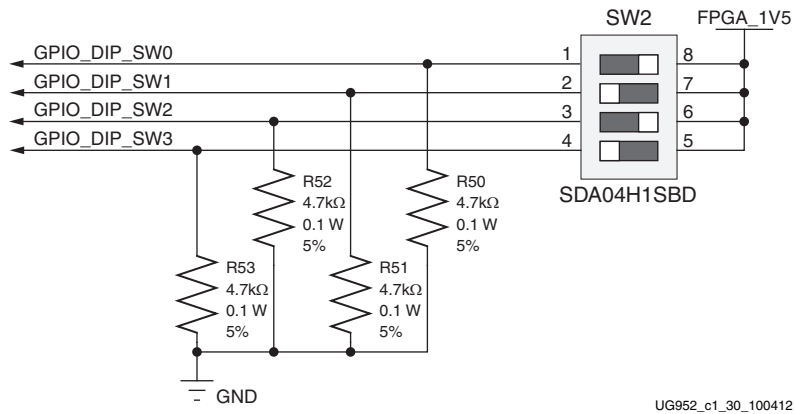 SW2
FPGA_1V5
GPIO_DIP_SW0
1
8
GPIO_DIP_SW1
2
7
GPIO_DIP_SW2
3
6
GPIO_DIP_SW3
4
5
SDA04H1SBD
R52
4.7kΩ
0.1 W
5%
R50
4.7kΩ
0.1 W
5%
R53
4.7kΩ
0.1 W
5%
R51
4.7kΩ
0.1 W
5%
GND
UG952_c1_30_100412